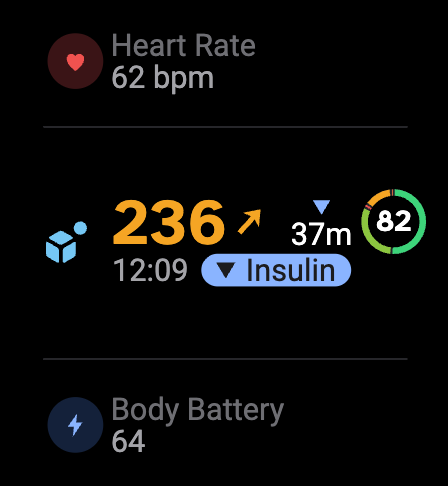 Heart Rate
62 bpm
236 37m 82
12:09 Insulin
Body Battery
64